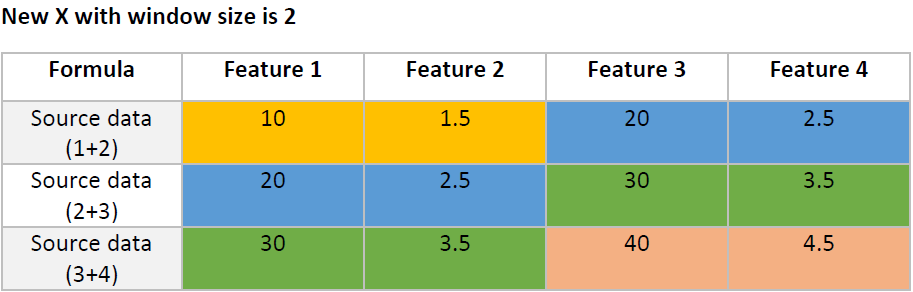 New X with window size is 2
Formula Feature 1 Feature 2 Feature 3 Feature 4
Source data
(1+2) 10 1.5 20 2.5
Source data
(2+3) 20 2.5 30 3.5
Source data
(3+4) 30 3.5 40 4.5